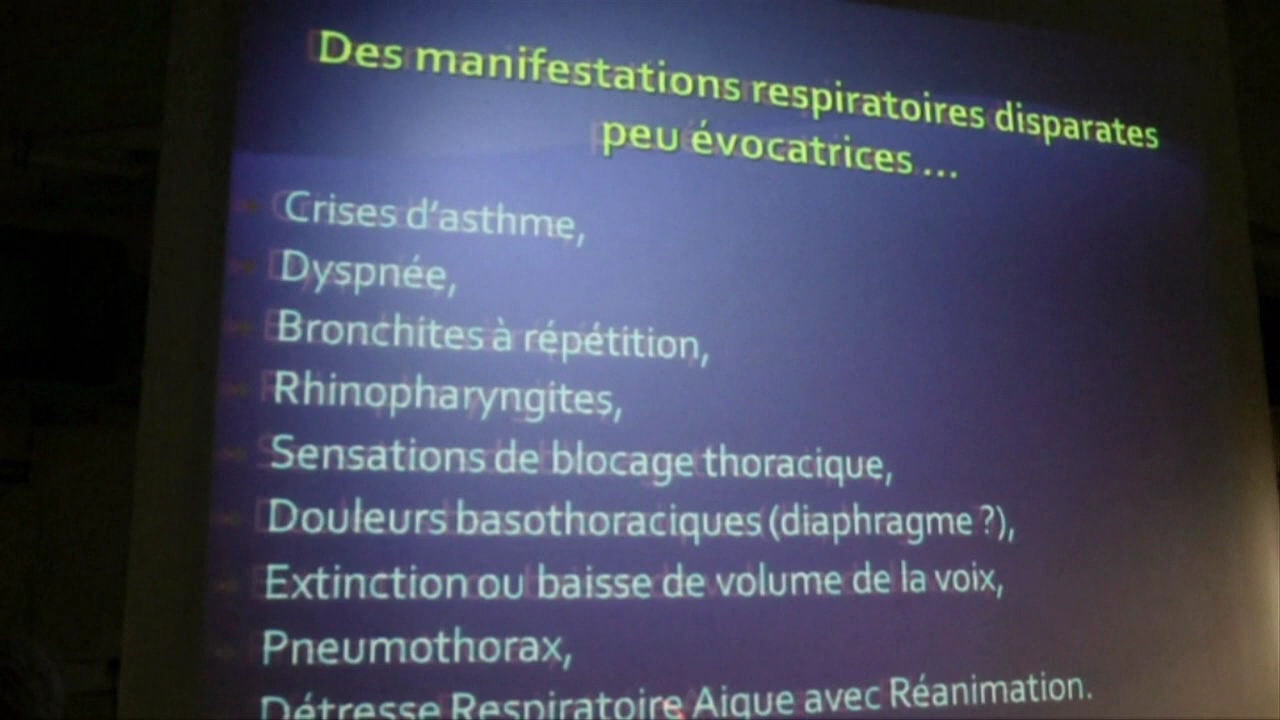 Des manifestations respiratoires disparates
peu évocatrices ...
Crises d'asthme,
Dyspnée,
Bronchites à répétition,
Rhinopharyngites,
Sensations de blocage thoracique,
Douleurs basothoraciques (diaphragme ?),
Extinction ou baisse de volume de la voix,
Pneumothorax,
Détresse Respiratoire Aigue avec Réanimation.